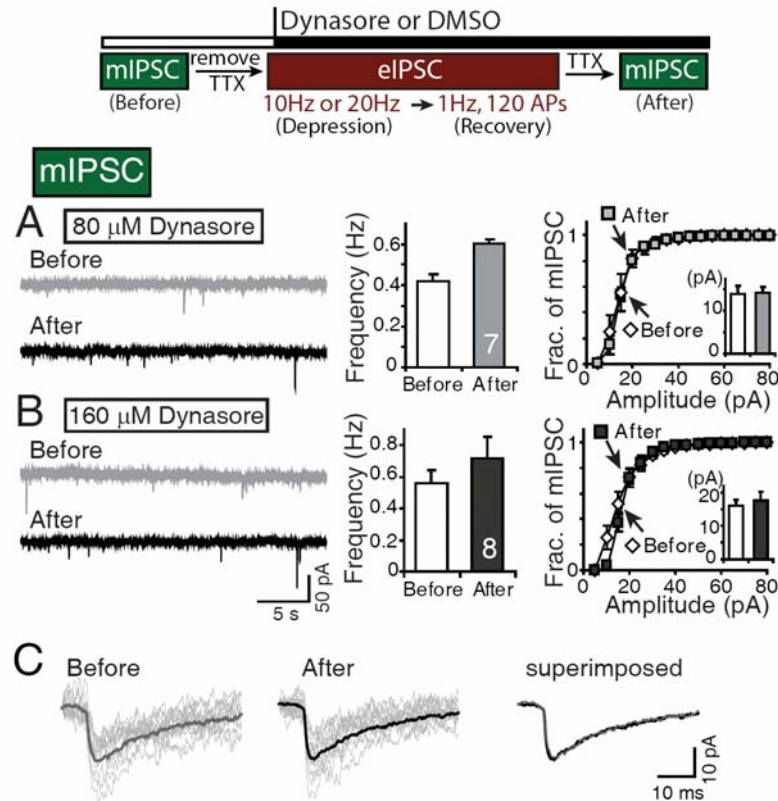 Dynasore or DMSO
mIPSC
(Before)
remove
TTX
eIPSC
TTX
mIPSC
(After)
10Hz or 20Hz
(Depression)
1Hz, 120 APs
(Recovery)
mIPSC
A
80 µM Dynasore
Before
After
Frequency (Hz)
0.6
0.4
0.2
0
7
Before After
Frac. of mIPSC
1
0
After
Before
(pA)
10
0
0 20 40 60 80
Amplitude (pA)
B
160 µM Dynasore
Before
After
50 pA
5 s
Frequency (Hz)
0.8
0.6
0.4
0.2
0
8
Before After
Frac. of mIPSC
1
0
After
Before
(pA)
20
10
0
0 20 40 60 80
Amplitude (pA)
C
Before
After
superimposed
10 pA
10 ms